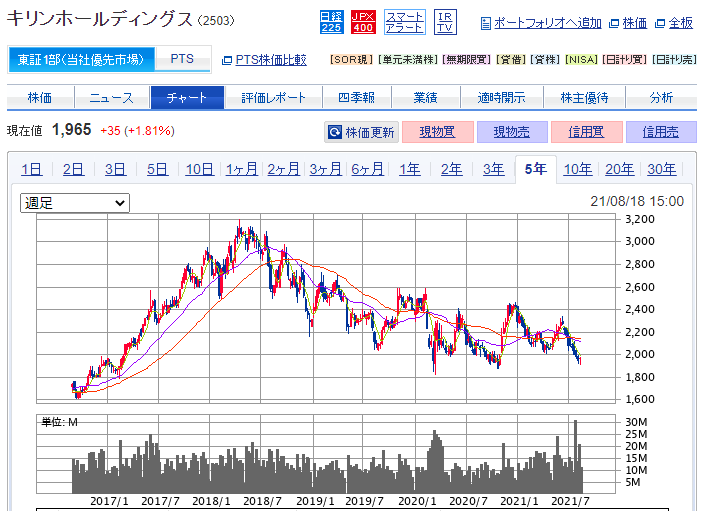 キリンホールディングス (2503)
日経 225 JPX 400 スマート アラート IR TV ポートフォリオへ追加 株価 全板
東証1部(当社優先市場) PTS PTS株価比較 [SOR現] [単元未満株] [無期限買] [貸借] [貸株] [NISA] [日計り買] [日計り売]
株価 ニュース チャート 評価レポート 四季報 業績 適時開示 株主優待 分析
現在値 1,965 +35 (+1.81%) 株価更新 現物買 現物売 信用買 信用売
1日 2日 3日 5日 10日 1ヶ月 2ヶ月 3ヶ月 6ヶ月 1年 2年 3年 5年 10年 20年 30年
週足 21/08/18 15:00
3,200
3,000
2,800
2,600
2,400
2,200
2,000
1,800
1,600
単位: M 30M
25M
20M
15M
10M
5M
2017/1 2017/7 2018/1 2018/7 2019/1 2019/7 2020/1 2020/7 2021/1 2021/7